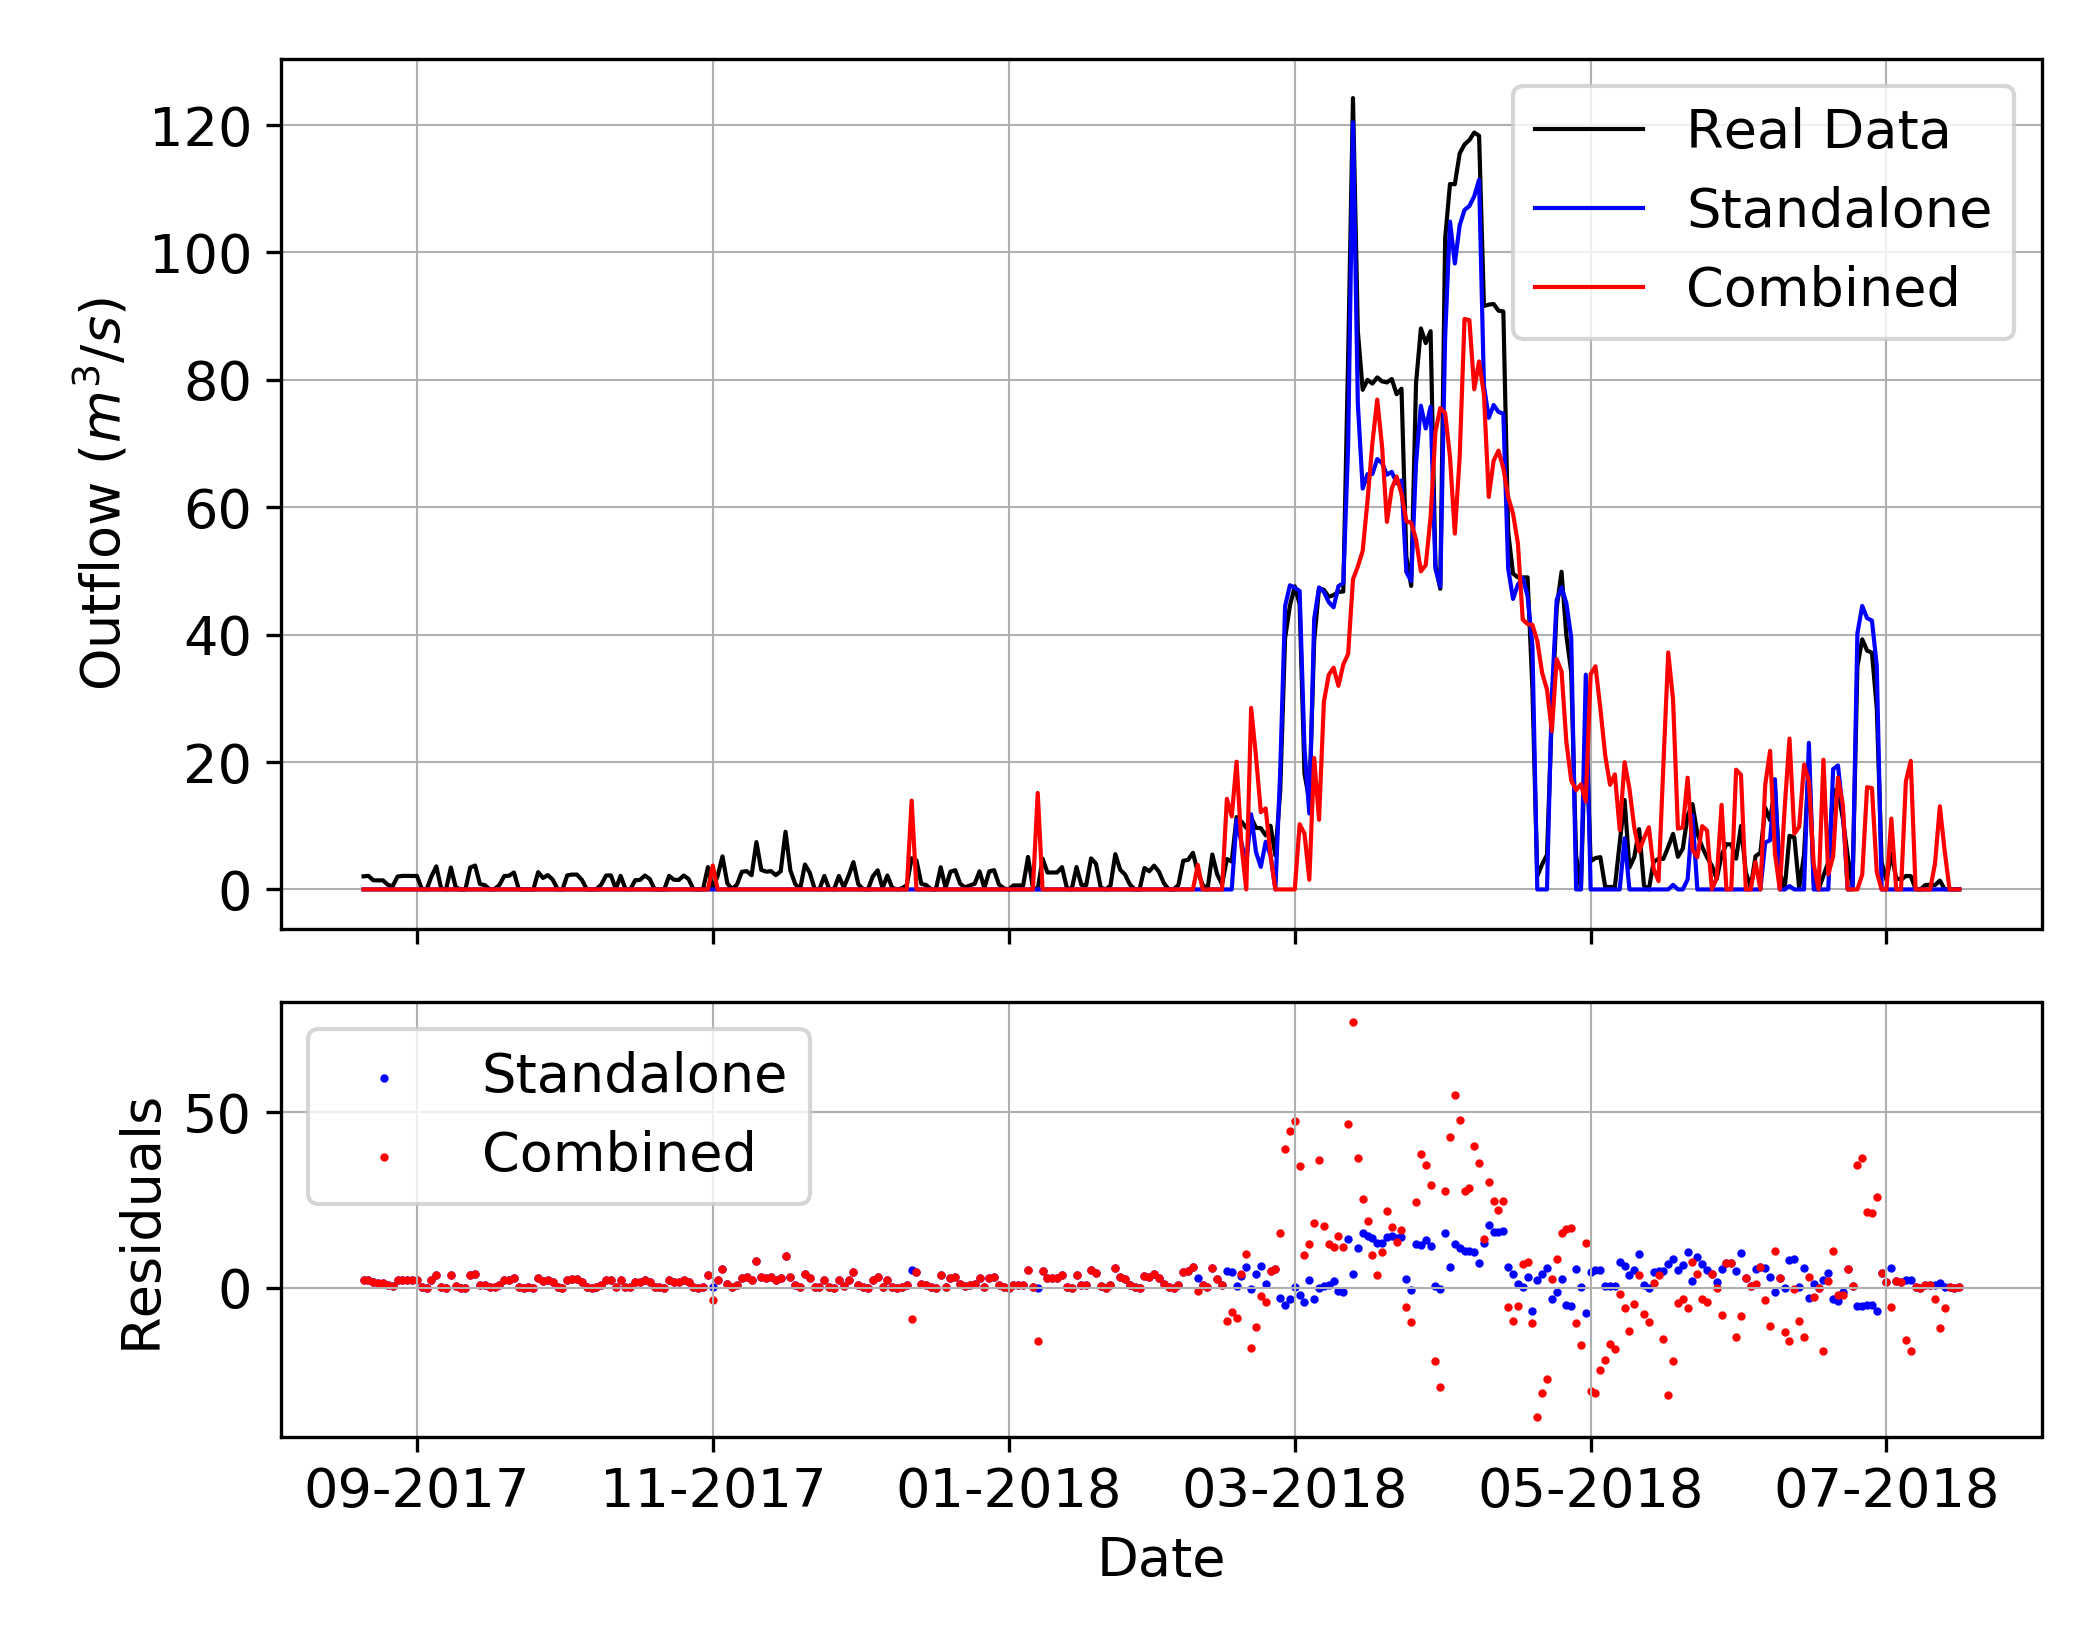 120
100
80
60
40
20
0
Outflow (m³/s)
Real Data
Standalone
Combined
50
0
Residuals
Standalone
Combined
09-2017 11-2017 01-2018 03-2018 05-2018 07-2018
Date